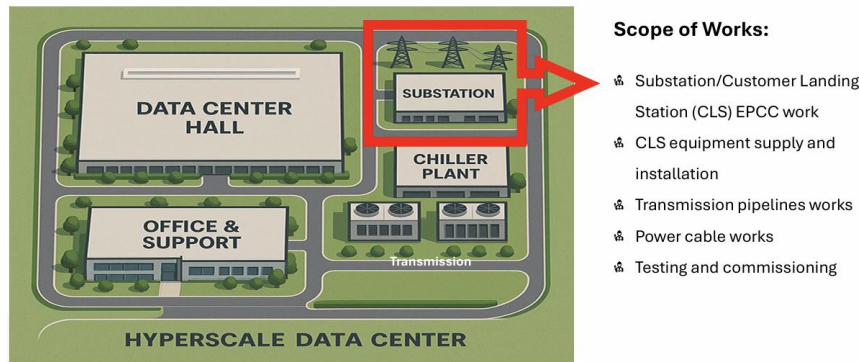 DATA CENTER
HALL
SUBSTATION
CHILLER
PLANT
OFFICE &
SUPPORT
Transmission
HYPERSCALE DATA CENTER
Scope of Works:
Substation/Customer Landing
Station (CLS) EPCC work
CLS equipment supply and
installation
Transmission pipelines works
Power cable works
Testing and commissioning